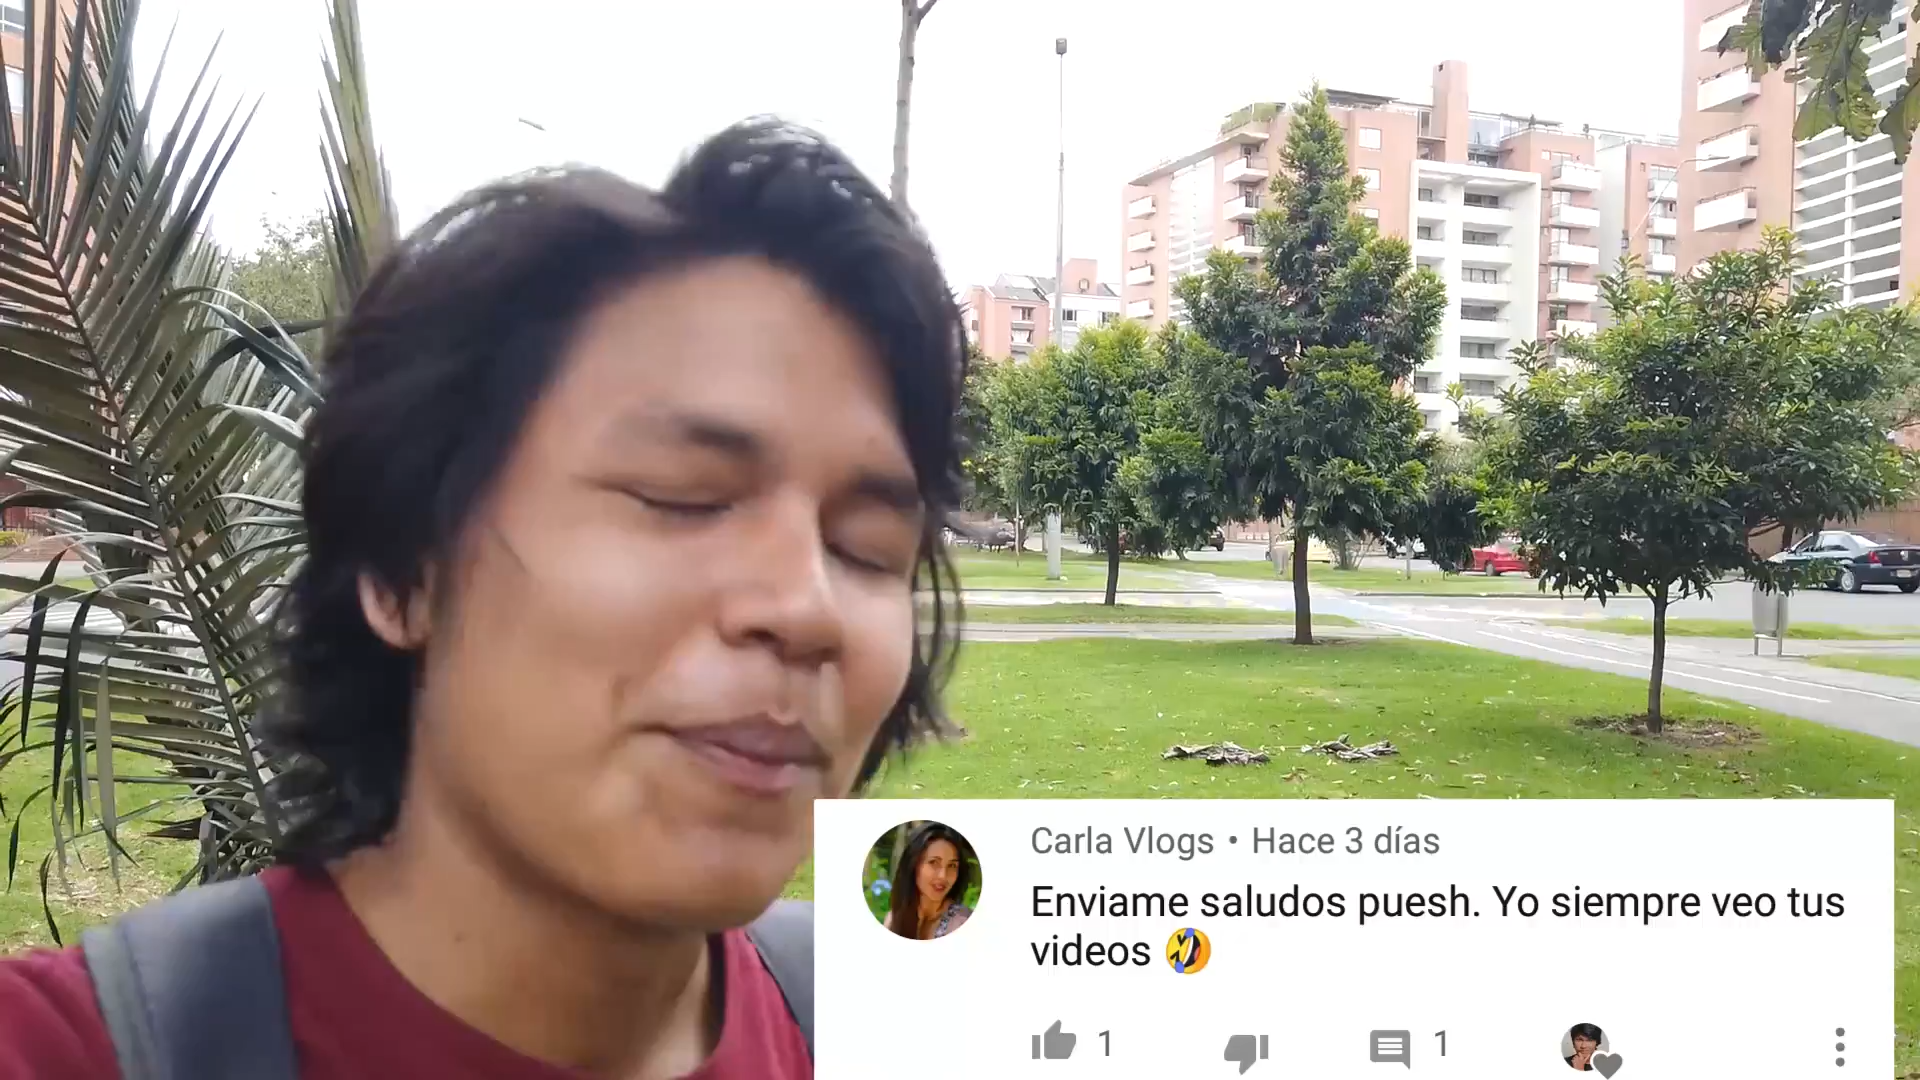 Carla Vlogs • Hace 3 días
Enviame saludos puesh. Yo siempre veo tus
videos 🤣
1 1